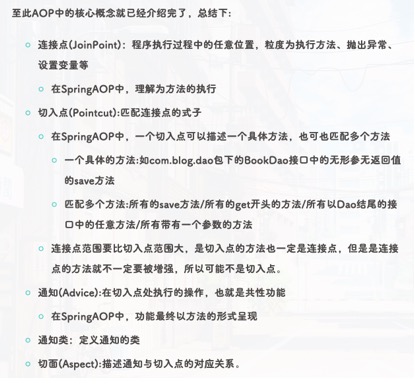 至此AOP中的核心概念就已经介绍完了，总结下:
连接点(JoinPoint)：程序执行过程中的任意位置，粒度为执行方法、抛出异常、
设置变量等
在SpringAOP中，理解为方法的执行
切入点(Pointcut):匹配连接点的式子
在SpringAOP中，一个切入点可以描述一个具体方法，也可也匹配多个方法
一个具体的方法:如com.blog.dao包下的BookDao接口中的无形参无返回值
的save方法
匹配多个方法:所有的save方法/所有的get开头的方法/所有以Dao结尾的接
口中的任意方法/所有带有一个参数的方法
连接点范围要比切入点范围大，是切入点的方法也一定是连接点，但是是连接
点的方法就不一定要被增强，所以可能不是切入点。
通知(Advice):在切入点处执行的操作，也就是共性功能
在SpringAOP中，功能最终以方法的形式呈现
通知类：定义通知的类
切面(Aspect):描述通知与切入点的对应关系。